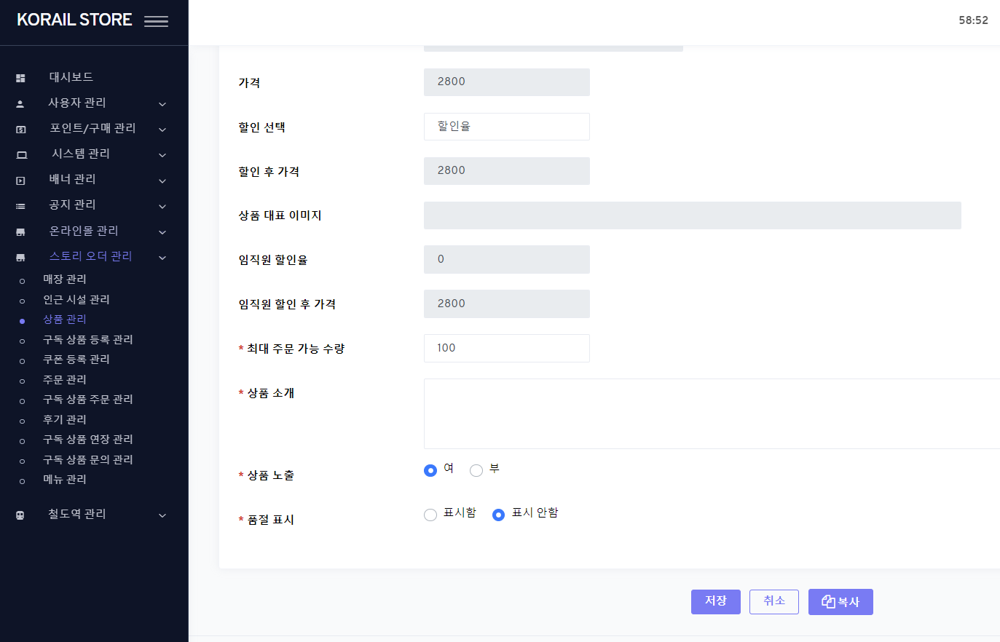 KORAIL STORE
58:52
대시보드
사용자 관리
포인트/구매 관리
시스템 관리
배너 관리
공지 관리
온라인몰 관리
스토리 오더 관리
매장 관리
인근 시설 관리
상품 관리
구독 상품 등록 관리
쿠폰 등록 관리
주문 관리
구독 상품 주문 관리
후기 관리
구독 상품 연장 관리
구독 상품 문의 관리
메뉴 관리
철도역 관리
가격 2800
할인 선택 할인율
할인 후 가격 2800
상품 대표 이미지
임직원 할인율 0
임직원 할인 후 가격 2800
* 최대 주문 가능 수량 100
* 상품 소개
* 상품 노출 여 부
* 품절 표시 표시함 표시 안함
저장 취소 복사